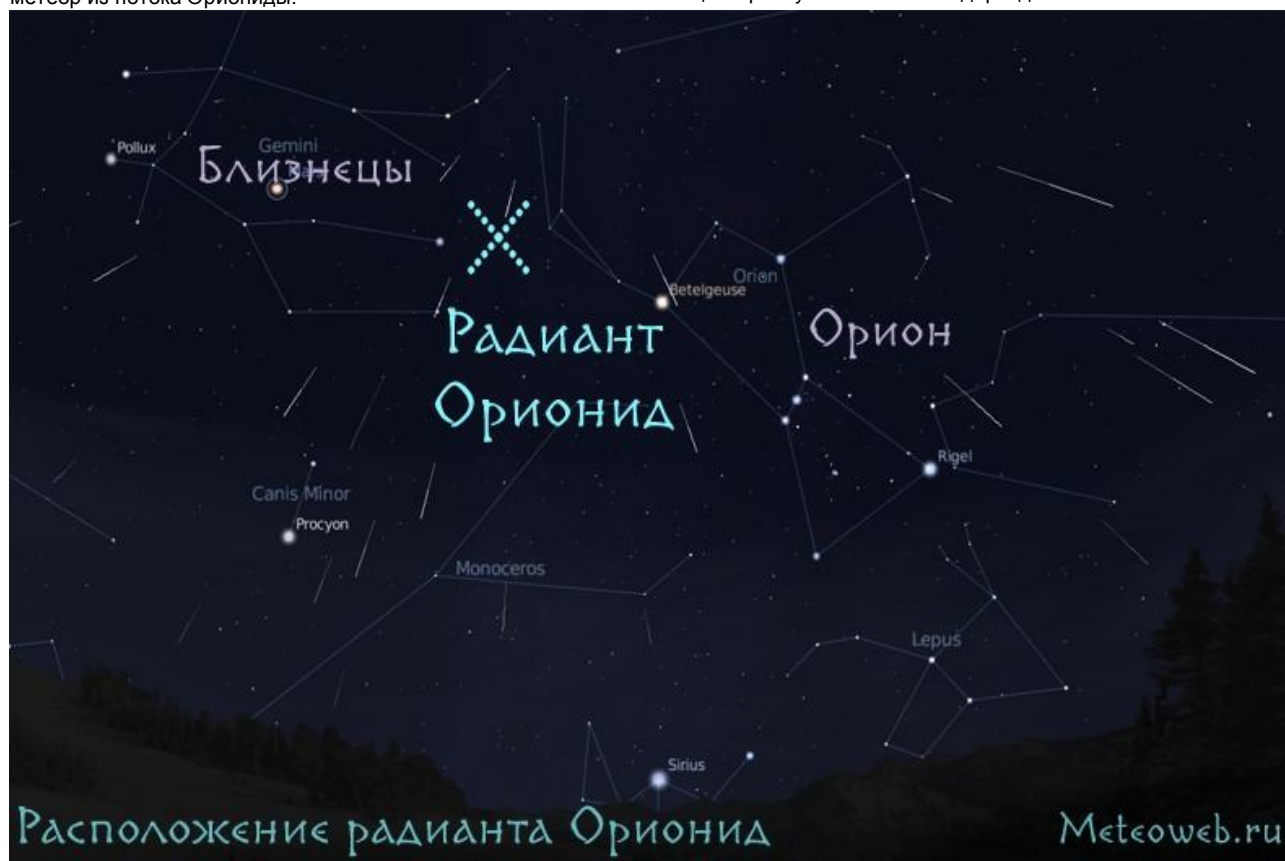 метеор из потока Ориониды.
Pollux
Gemini
Близнецы
Betelgeuse
Orion
Орион
Радиант
Орионид
Rigel
Canis Minor
Procyon
Monoceros
Lepus
Sirius
Расположение радианта Орионид
Meteoweb.ru